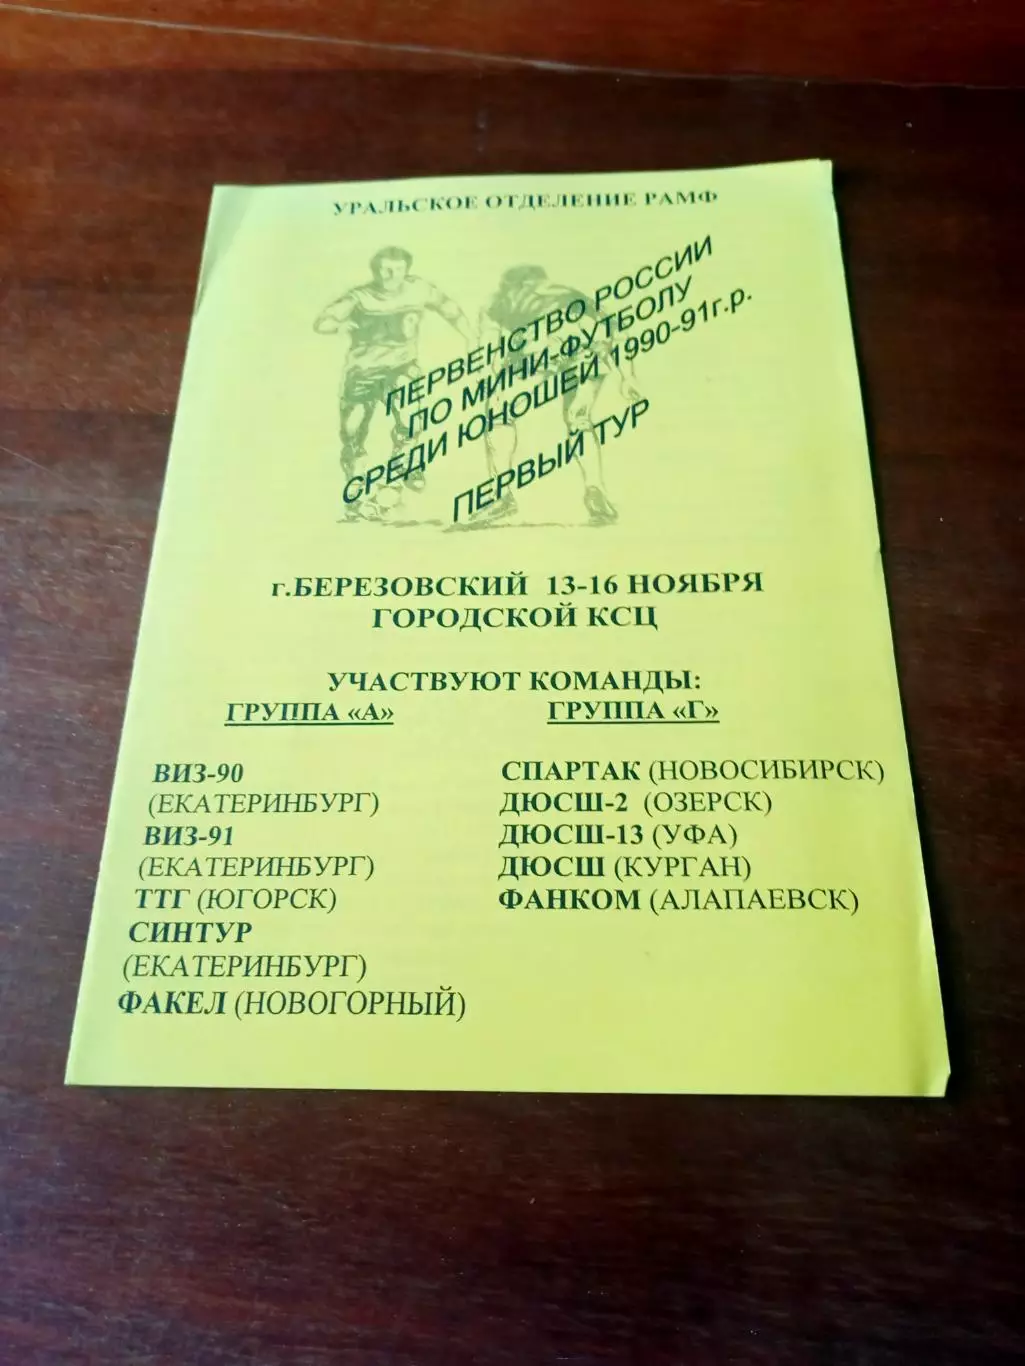 УРАЛЬСКОЕ ОТДЕЛЕНИЕ РАМФ
ПЕРВЕНСТВО РОССИИ
ПО МИНИ-ФУТБОЛУ
СРЕДИ ЮНОШЕЙ 1990-91г.р.
ПЕРВЫЙ ТУР
г.БЕРЕЗОВСКИЙ 13-16 НОЯБРЯ
ГОРОДСКОЙ КСЦ
УЧАСТВУЮТ КОМАНДЫ:
ГРУППА «А»
ВИЗ-90
(ЕКАТЕРИНБУРГ)
ВИЗ-91
(ЕКАТЕРИНБУРГ)
ТТГ (ЮГОРСК)
СИНТУР
(ЕКАТЕРИНБУРГ)
ФАКЕЛ (НОВОГОРНЫЙ)
ГРУППА «Г»
СПАРТАК (НОВОСИБИРСК)
ДЮСШ-2 (ОЗЕРСК)
ДЮСШ-13 (УФА)
ДЮСШ (КУРГАН)
ФАНКОМ (АЛАПАЕВСК)